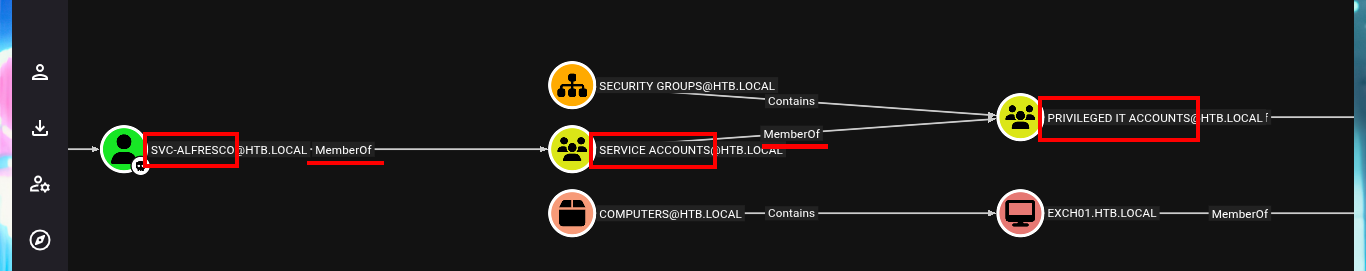 SECURITY GROUPS@HTB.LOCAL
Contains
PRIVILEGED IT ACCOUNTS@HTB.LOCAL
MemberOf
SVC-ALFRESCO@HTB.LOCAL
MemberOf
SERVICE ACCOUNTS@HTB.LOCAL
COMPUTERS@HTB.LOCAL
Contains
EXCH01.HTB.LOCAL
MemberOf